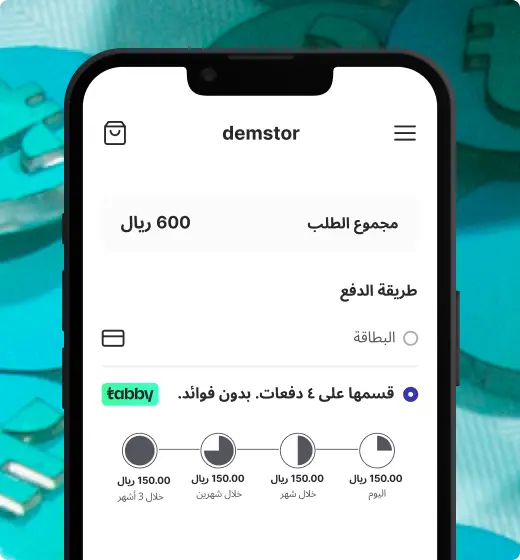 demstor
مجموع الطلب 600 ريال
طريقة الدفع
البطاقة
قسمها على ٤ دفعات. بدون فوائد. tabby
150.00 ريال 150.00 ريال 150.00 ريال 150.00 ريال
اليوم خلال شهر خلال شهرين خلال 3 أشهر